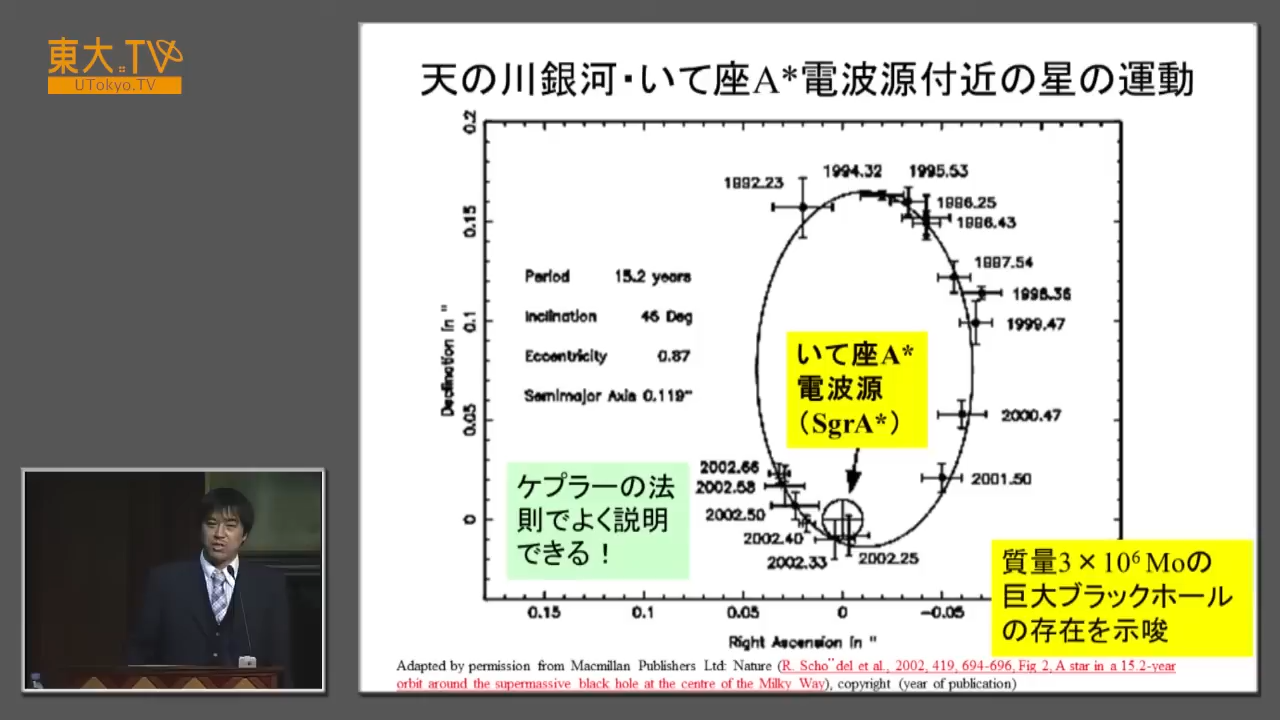 東大.TV
UTokyo.TV
天の川銀河・いて座A*電波源付近の星の運動
0.2
0.15
0.1
0.05
0
Declination in "
1992.23
1994.32
1995.53
1996.25
1996.43
1997.54
1998.36
1999.47
2000.47
2001.50
2002.66
2002.58
2002.50
2002.40
2002.33
2002.25
Period 15.2 years
Inclination 46 Deg
Eccentricity 0.87
Semimajor Axis 0.119"
いて座A*
電波源
（SgrA*）
ケプラーの法
則でよく説明
できる！
質量3×10⁶Moの
巨大ブラックホール
の存在を示唆
0.15 0.1 0.05 0 -0.05
Right Ascension in "
Adapted by permission from Macmillan Publishers Ltd: Nature (R. Scho¨del et al., 2002, 419, 694-696, Fig 2, A star in a 15.2-year
orbit around the supermassive black hole at the centre of the Milky Way), copyright (year of publication)